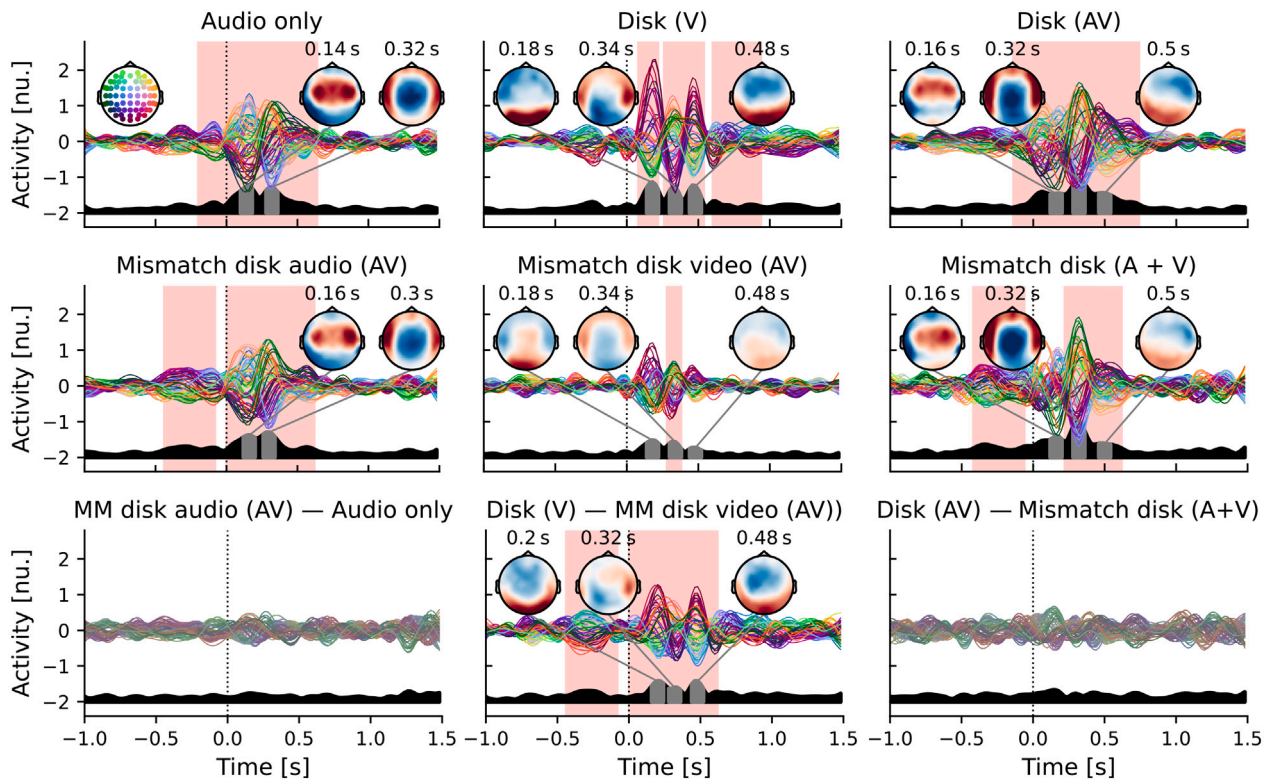 Audio only
Disk (V)
Disk (AV)
0.14 s 0.32 s
0.18 s 0.34 s 0.48 s
0.16 s 0.32 s 0.5 s
Activity [nu.]
2
1
0
−1
−2
Mismatch disk audio (AV)
Mismatch disk video (AV)
Mismatch disk (A + V)
0.16 s 0.3 s
0.18 s 0.34 s 0.48 s
0.16 s 0.32 s 0.5 s
Activity [nu.]
2
1
0
−1
−2
MM disk audio (AV) — Audio only
Disk (V) — MM disk video (AV))
Disk (AV) — Mismatch disk (A+V)
0.2 s 0.32 s 0.48 s
Activity [nu.]
2
1
0
−1
−2
−1.0 −0.5 0.0 0.5 1.0 1.5
−1.0 −0.5 0.0 0.5 1.0 1.5
−1.0 −0.5 0.0 0.5 1.0 1.5
Time [s]
Time [s]
Time [s]